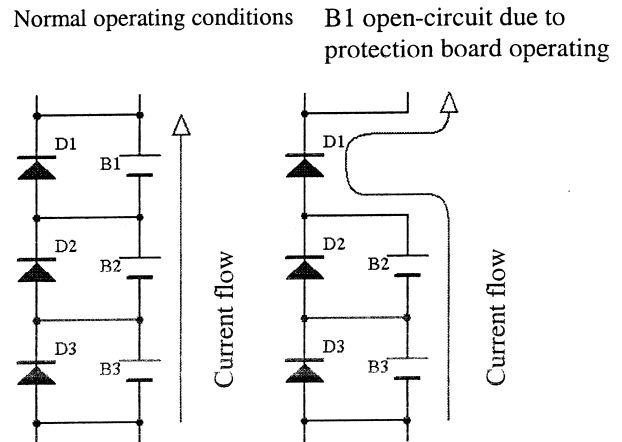 Normal operating conditions
B1 open-circuit due to
protection board operating
D1
B1
D2
B2
D3
B3
Current flow
D1
D2
B2
D3
B3
Current flow